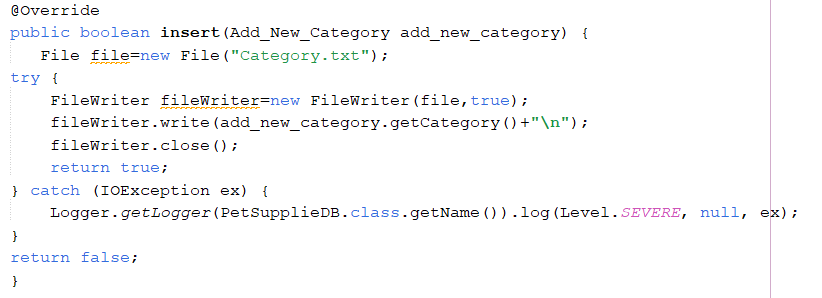 @Override
public boolean insert(Add_New_Category add_new_category) {
File file=new File("Category.txt");
try {
FileWriter fileWriter=new FileWriter(file,true);
fileWriter.write(add_new_category.getCategory()+"\n");
fileWriter.close();
return true;
} catch (IOException ex) {
Logger.getLogger(PetSupplieDB.class.getName()).log(Level.SEVERE, null, ex);
}
return false;
}